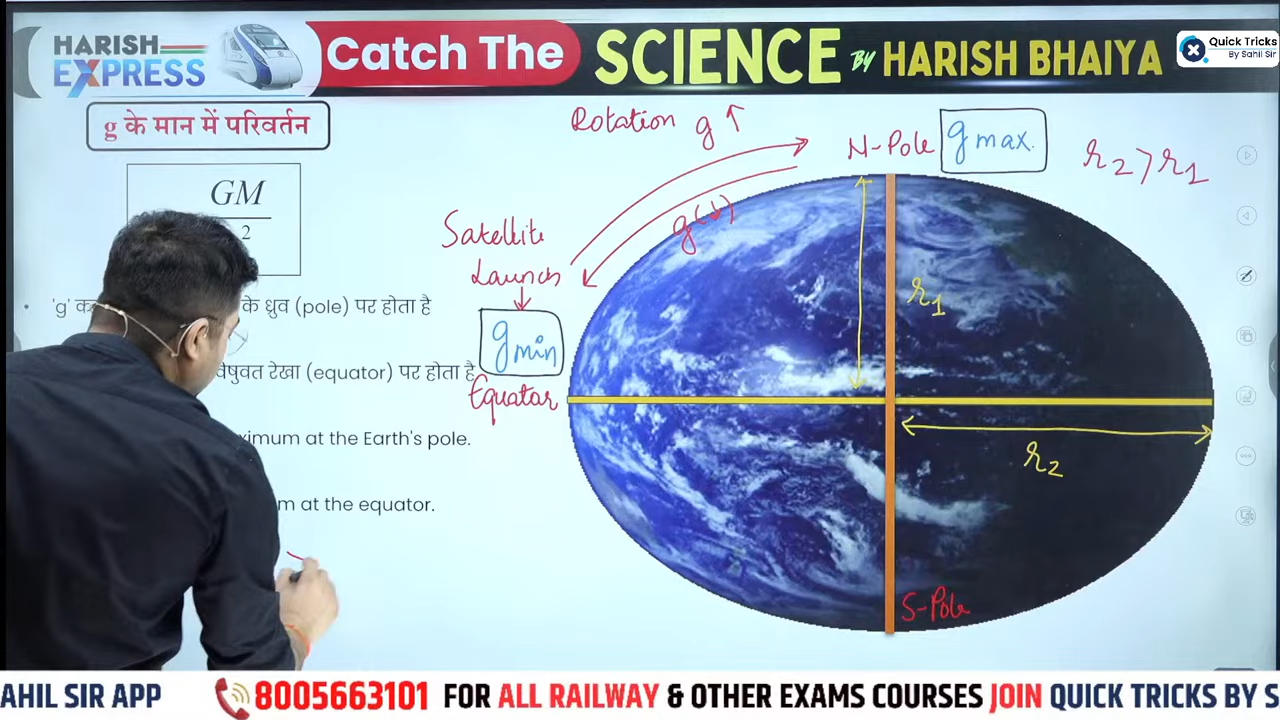 HARISH
EXPRESS
Catch The
SCIENCE BY HARISH BHAIYA
Quick Tricks
By Sahil Sir
g के मान में परिवर्तन
GM
2
Rotation g ↑
N-Pole g max.
r2 > r1
g(↓)
Satellite
Launch
↓
g min
Equator
r1
r2
S-Pole
• 'g' क
के ध्रुव (pole) पर होता है
वषुवत रेखा (equator) पर होता है
ximum at the Earth's pole.
m at the equator.
AHIL SIR APP 8005663101 FOR ALL RAILWAY & OTHER EXAMS COURSES JOIN QUICK TRICKS BY S